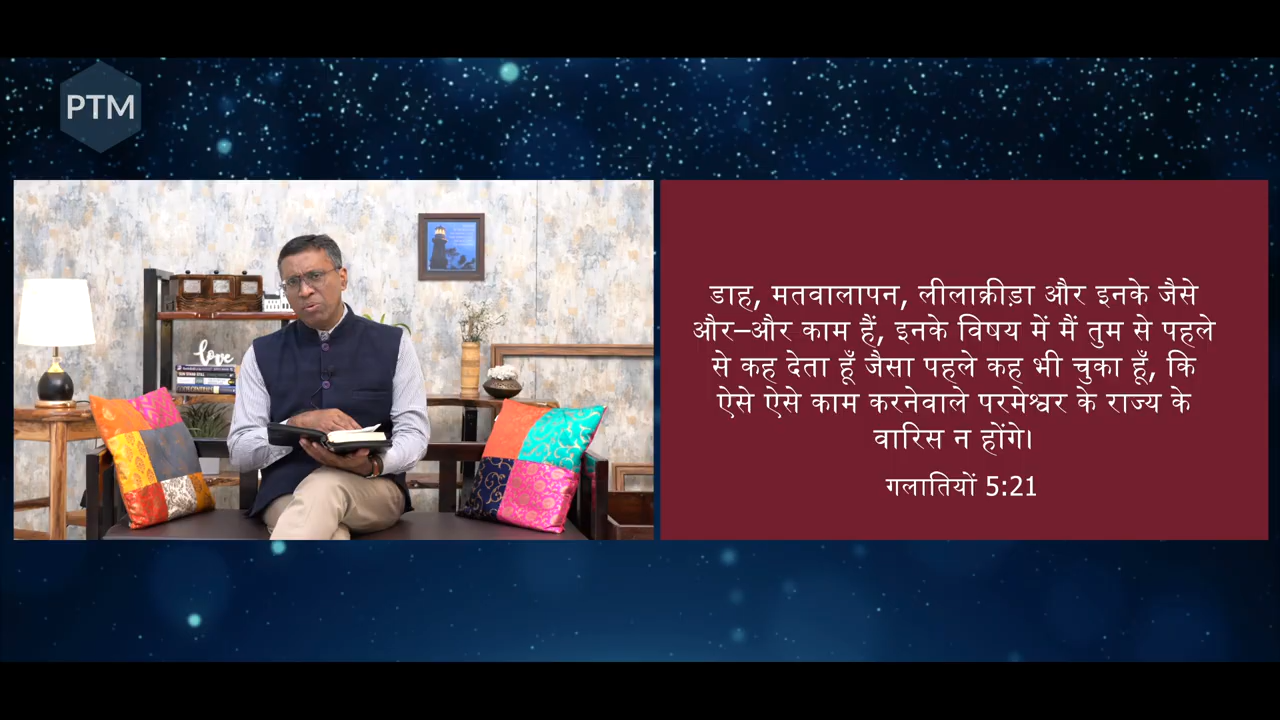 PTM
love
डाह, मतवालापन, लीलाक्रीड़ा और इनके जैसे
और–और काम हैं, इनके विषय में मैं तुम से पहले
से कह देता हूँ जैसा पहले कह भी चुका हूँ, कि
ऐसे ऐसे काम करनेवाले परमेश्वर के राज्य के
वारिस न होंगे।
गलातियों 5:21